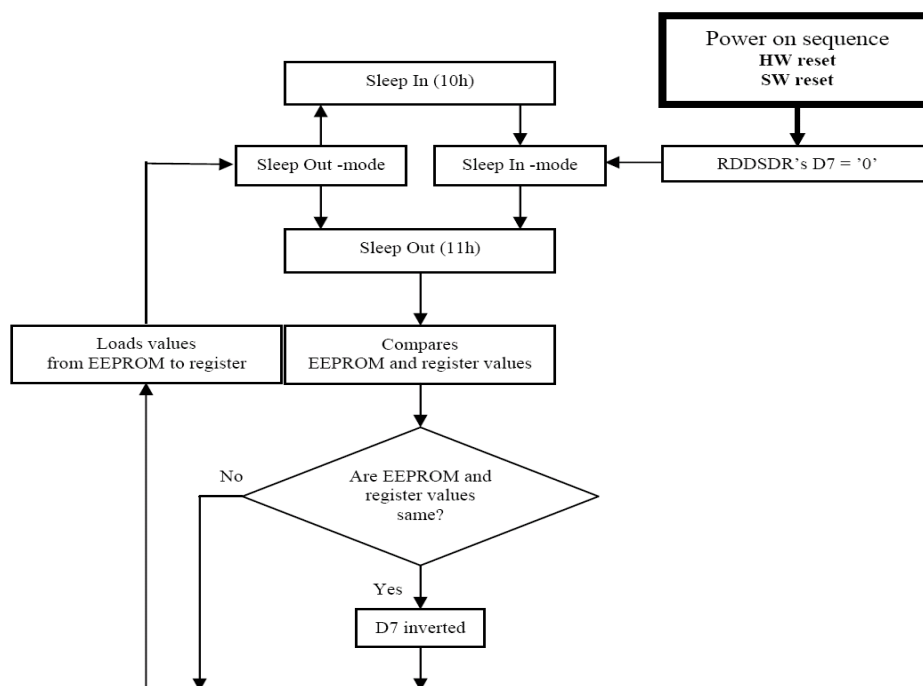 Power on sequence
HW reset
SW reset
Sleep In (10h)
Sleep Out -mode
Sleep In -mode
RDDSDR’s D7 = ’0’
Sleep Out (11h)
Loads values
from EEPROM to register
Compares
EEPROM and register values
No
Are EEPROM and
register values
same?
Yes
D7 inverted